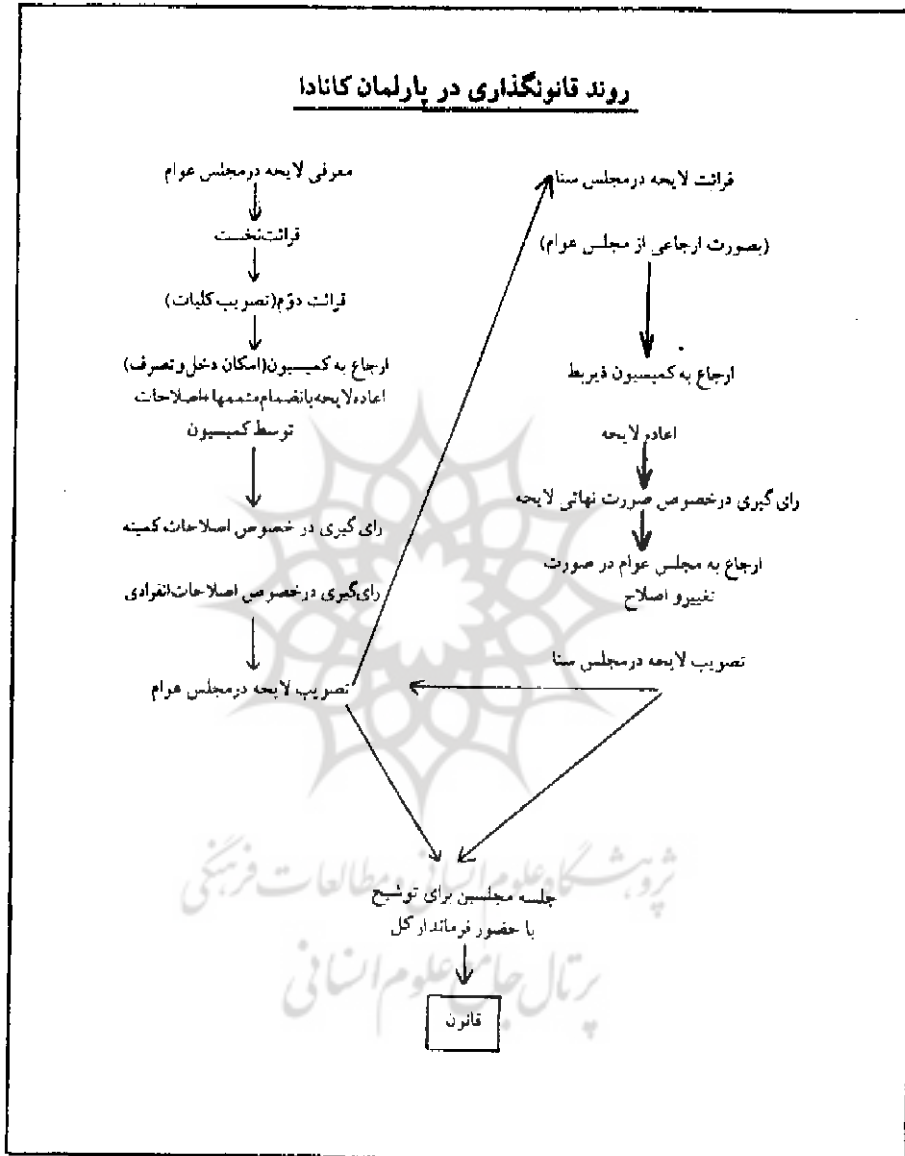 روند قانونگذاری در پارلمان کانادا
معرفی لایحه درمجلس عوام
قرائت نخست
قرائت دوّم (تصویب کلیات)
ارجاع به کمیسیون (امکان دخل و تصرف)
اعاده لایحه باانضمام متممها + اصلاحات
توسط کمیسیون
رای گیری در خصوص اصلاحات کمیته
رای‌گیری درخصوص اصلاحات انفرادی
تصویب لایحه درمجلس عوام
قرائت لایحه درمجلس سنا
(بصورت ارجاعی از مجلس عوام)
ارجاع به کمیسیون ذیربط
اعاده لایحه
رای گیری درخصوص صورت نهائی لایحه
ارجاع به مجلس عوام در صورت
تغییر و اصلاح
تصویب لایحه درمجلس سنا
جلسه مجلسین برای توشیح
با حضور فرماندار کل
قانون
پژوهشگاه علوم انسانی و مطالعات فرهنگی
پرتال جامع علوم انسانی